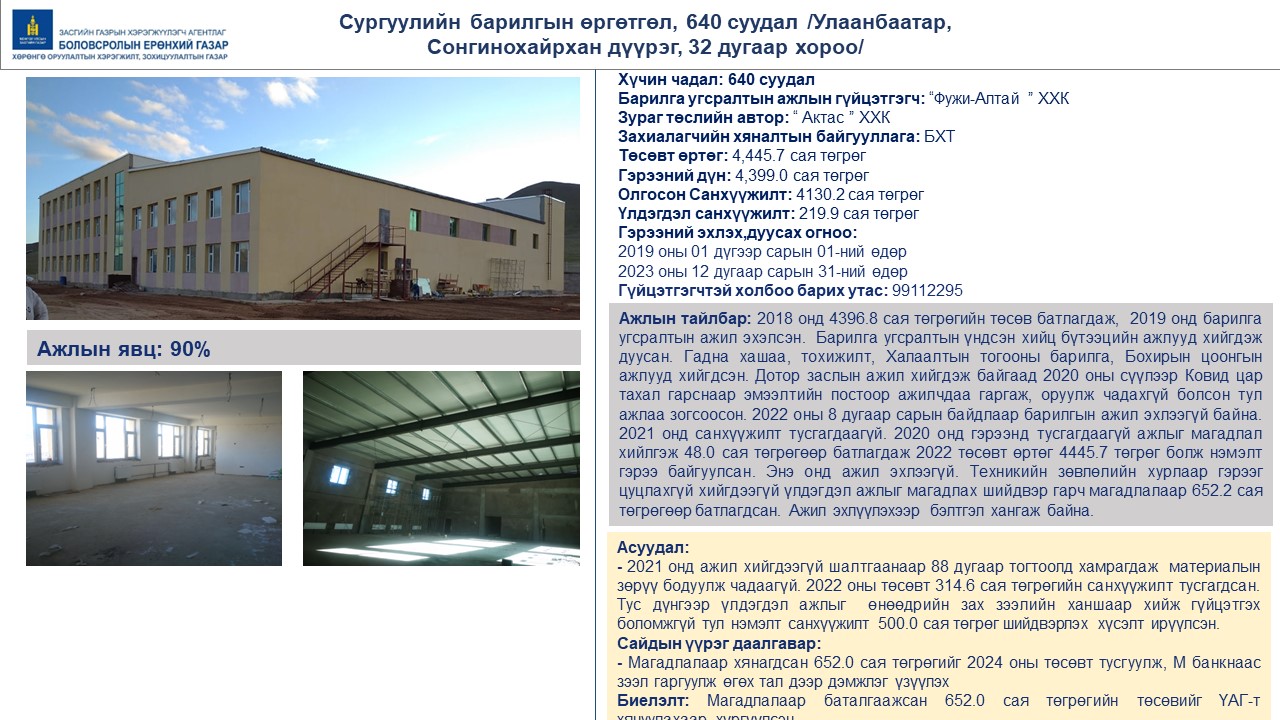 ЗАСГИЙН ГАЗРЫН ХЭРЭГЖҮҮЛЭГЧ АГЕНТЛАГ
БОЛОВСРОЛЫН ЕРӨНХИЙ ГАЗАР
ХӨРӨНГӨ ОРУУЛАЛТЫН ХЭРЭГЖИЛТ, ЗОХИЦУУЛАЛТЫН ГАЗАР
Сургуулийн барилгын өргөтгөл, 640 суудал /Улаанбаатар,
Сонгинохайрхан дүүрэг, 32 дугаар хороо/
Ажлын явц: 90%
Хүчин чадал: 640 суудал
Барилга угсралтын ажлын гүйцэтгэгч: “Фужи-Алтай ” ХХК
Зураг төслийн автор: “ Актас ” ХХК
Захиалагчийн хяналтын байгууллага: БХТ
Төсөвт өртөг: 4,445.7 сая төгрөг
Гэрээний дүн: 4,399.0 сая төгрөг
Олгосон Санхүүжилт: 4130.2 сая төгрөг
Үлдэгдэл санхүүжилт: 219.9 сая төгрөг
Гэрээний эхлэх,дуусах огноо:
2019 оны 01 дүгээр сарын 01-ний өдөр
2023 оны 12 дугаар сарын 31-ний өдөр
Гүйцэтгэгчтэй холбоо барих утас: 99112295
Ажлын тайлбар: 2018 онд 4396.8 сая төгрөгийн төсөв батлагдаж, 2019 онд барилга
угсралтын ажил эхэлсэн. Барилга угсралтын үндсэн хийц бүтээцийн ажлууд хийгдэж
дуусан. Гадна хашаа, тохижилт, Халаалтын тогооны барилга, Бохирын цоонгын
ажлууд хийгдсэн. Дотор заслын ажил хийгдэж байгаад 2020 оны сүүлээр Ковид цар
тахал гарснаар эмээлтийн постоор ажилчдаа гаргаж, оруулж чадахгүй болсон тул
ажлаа зогсоосон. 2022 оны 8 дугаар сарын байдлаар барилгын ажил эхлээгүй байна.
2021 онд санхүүжилт тусгагдаагүй. 2020 онд гэрээнд тусгагдаагүй ажлыг магадлал
хийлгэж 48.0 сая төгрөгөөр батлагдаж 2022 төсөвт өртөг 4445.7 төгрөг болж нэмэлт
гэрээ байгуулсан. Энэ онд ажил эхлээгүй. Техникийн зөвлөлийн хурлаар гэрээг
цуцлахгүй хийгдээгүй үлдэгдэл ажлыг магадлах шийдвэр гарч магадлалаар 652.2 сая
төгрөгөөр батлагдсан. Ажил эхлүүлэхээр бэлтгэл хангаж байна.
Асуудал:
- 2021 онд ажил хийгдээгүй шалтгаанаар 88 дугаар тогтоолд хамрагдаж материалын
зөрүү бодуулж чадаагүй. 2022 оны төсөвт 314.6 сая төгрөгийн санхүүжилт тусгагдсан.
Тус дүнгээр үлдэгдэл ажлыг өнөөдрийн зах зээлийн ханшаар хийж гүйцэтгэх
боломжгүй тул нэмэлт санхүүжилт 500.0 сая төгрөг шийдвэрлэх хүсэлт ирүүлсэн.
Сайдын үүрэг даалгавар:
- Магадлалаар хянагдсан 652.0 сая төгрөгийг 2024 оны төсөвт тусгуулж, М банкнаас
зээл гаргуулж өгөх тал дээр дэмжлэг үзүүлэх
Биелэлт: Магадлалаар баталгаажсан 652.0 сая төгрөгийн төсөвийг ҮАГ-т